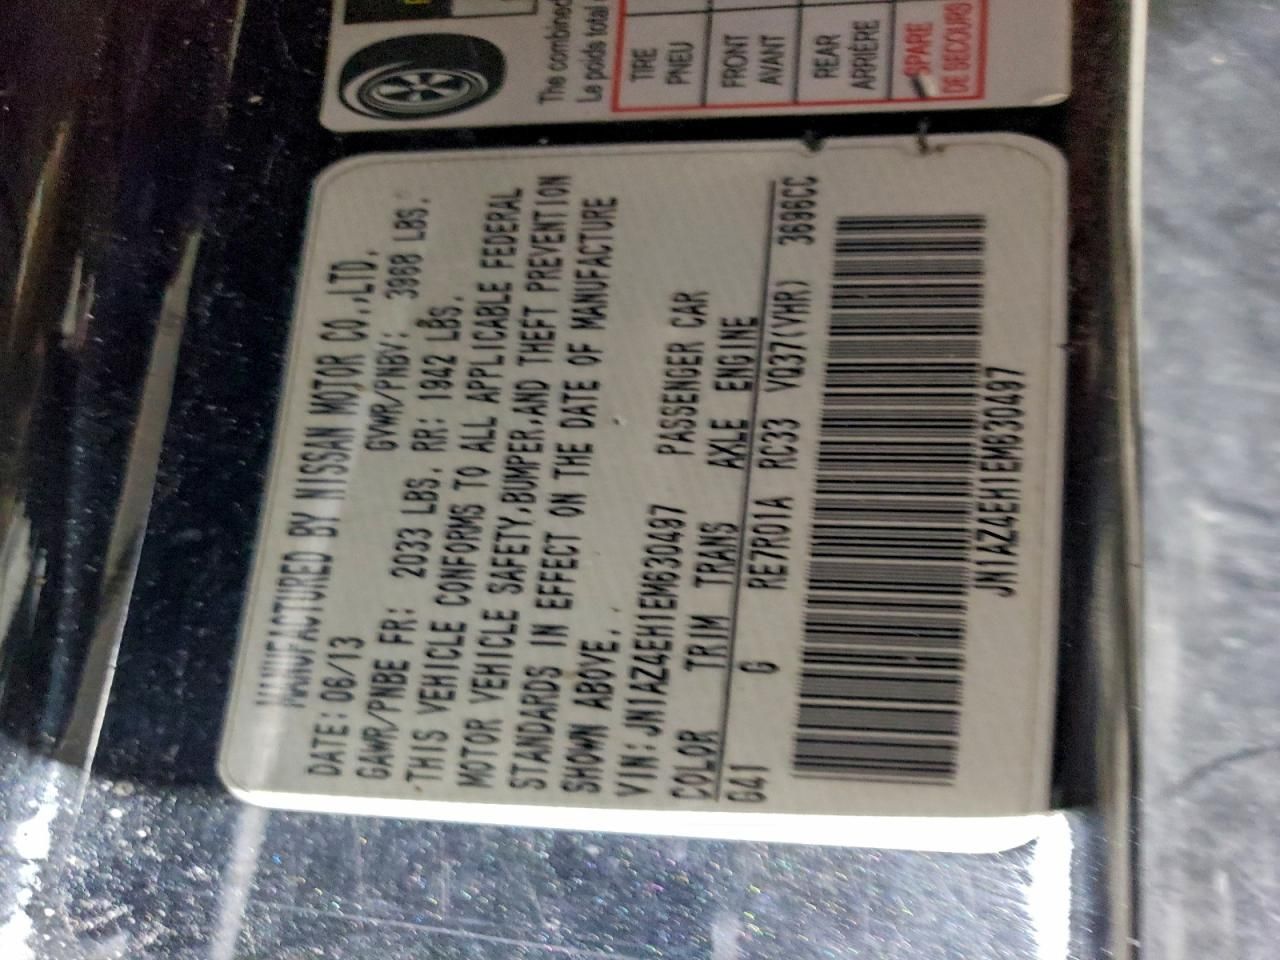 MANUFACTURED BY NISSAN MOTOR CO.,LTD.
DATE: 06/13 GVWR/PNBV: 3968 LBS.
GAWR/PNBE FR: 2033 LBS. RR: 1942 LBS.
THIS VEHICLE CONFORMS TO ALL APPLICABLE FEDERAL
MOTOR VEHICLE SAFETY,BUMPER,AND THEFT PREVENTION
STANDARDS IN EFFECT ON THE DATE OF MANUFACTURE
SHOWN ABOVE.
VIN:JN1AZ4EH1EM630497 PASSENGER CAR
COLOR TRIM TRANS AXLE ENGINE
G41 G RE7R01A RC33 VQ37(VHR) 3696CC
JN1AZ4EH1EM630497
The combined
Le poids total
TIRE
PNEU
FRONT
AVANT
REAR
ARRIÈRE
SPARE
DE SECOURS